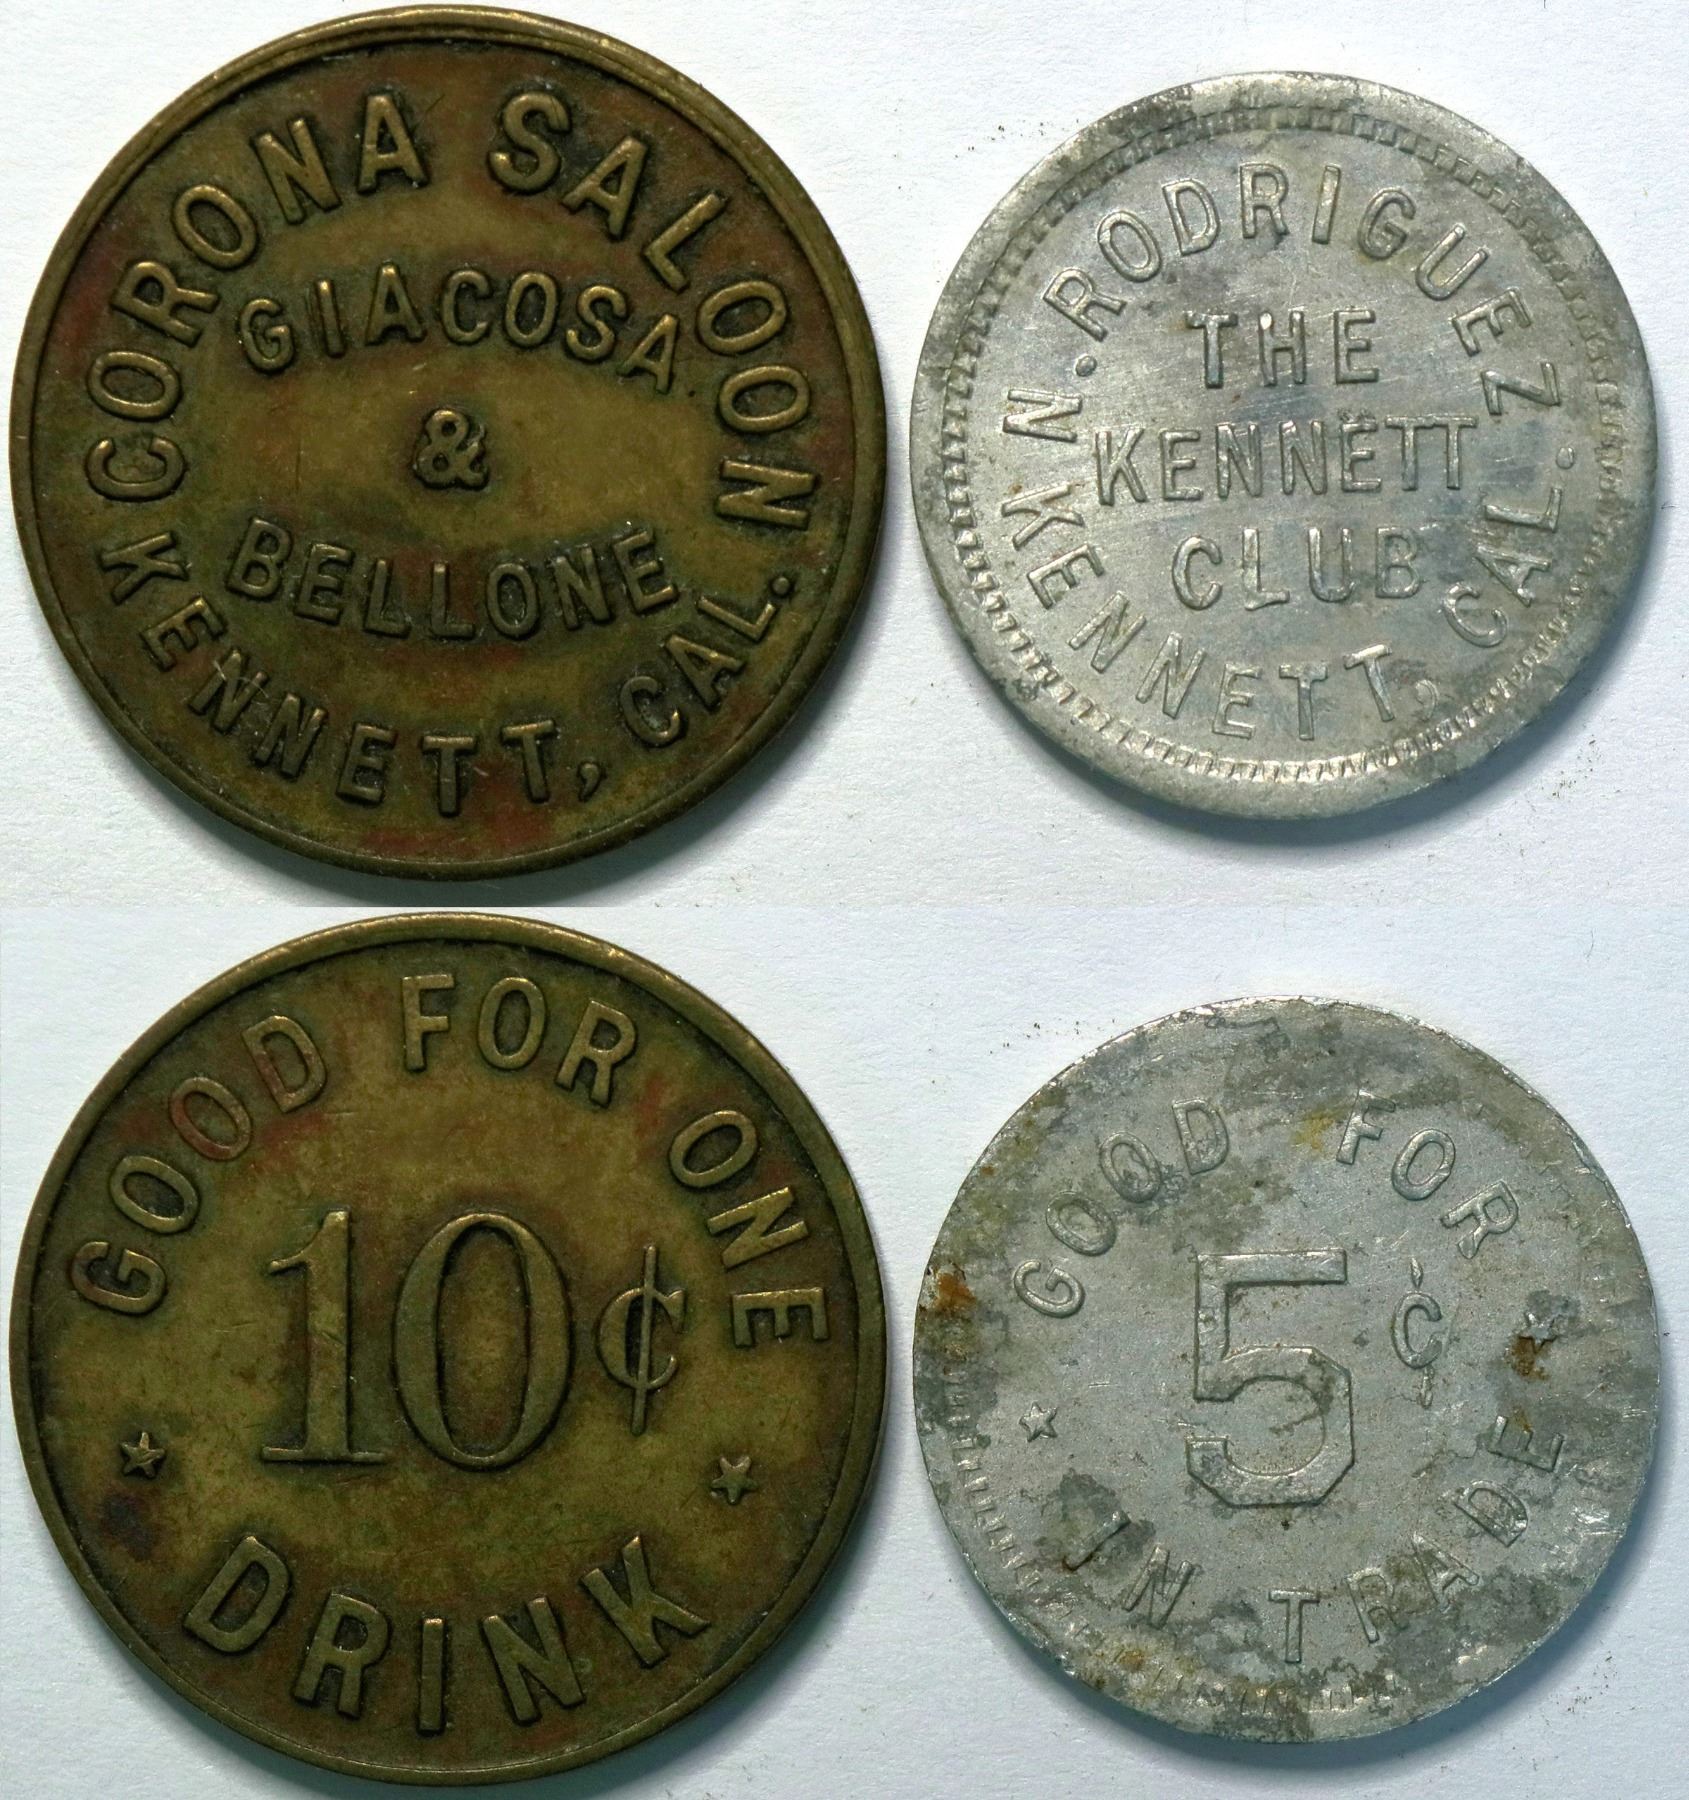 CORONA SALOON
GIACOSA
&
BELLONE
KENNETT, CAL.
N. RODRIGUEZ
THE
KENNETT
CLUB
KENNETT, CAL.
GOOD FOR ONE
10¢
DRINK
GOOD FOR
5¢
IN TRADE